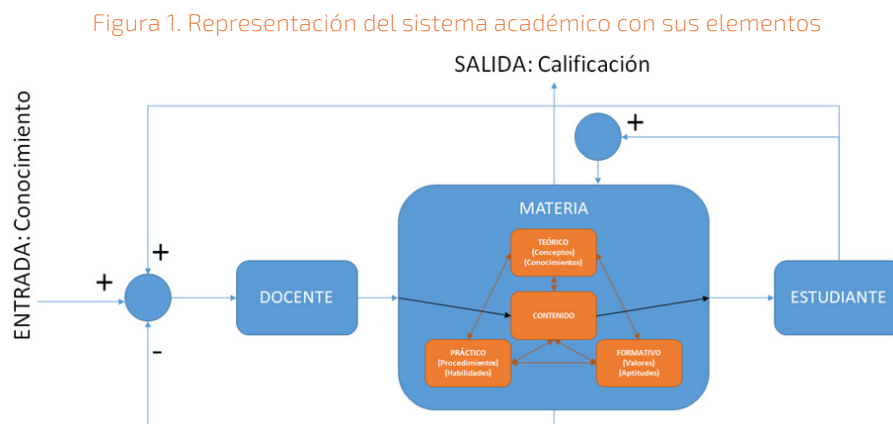 Figura 1. Representación del sistema académico con sus elementos
SALIDA: Calificación
ENTRADA: Conocimiento
+
+
+
-
DOCENTE
MATERIA
TEÓRICO
(Conceptos)
(Conocimientos)
CONTENIDO
PRÁCTICO
(Procedimientos)
(Habilidades)
FORMATIVO
(Valores)
(Aptitudes)
ESTUDIANTE